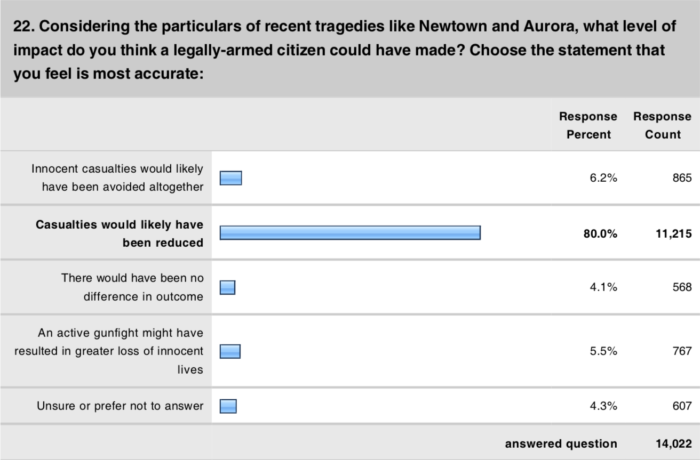 22. Considering the particulars of recent tragedies like Newtown and Aurora, what level of
impact do you think a legally-armed citizen could have made? Choose the statement that
you feel is most accurate:
Response Response
Percent Count
Innocent casualties would likely
have been avoided altogether
6.2% 865
Casualties would likely have
been reduced
80.0% 11,215
There would have been no
difference in outcome
4.1% 568
An active gunfight might have
resulted in greater loss of innocent
lives
5.5% 767
Unsure or prefer not to answer 4.3% 607
answered question 14,022